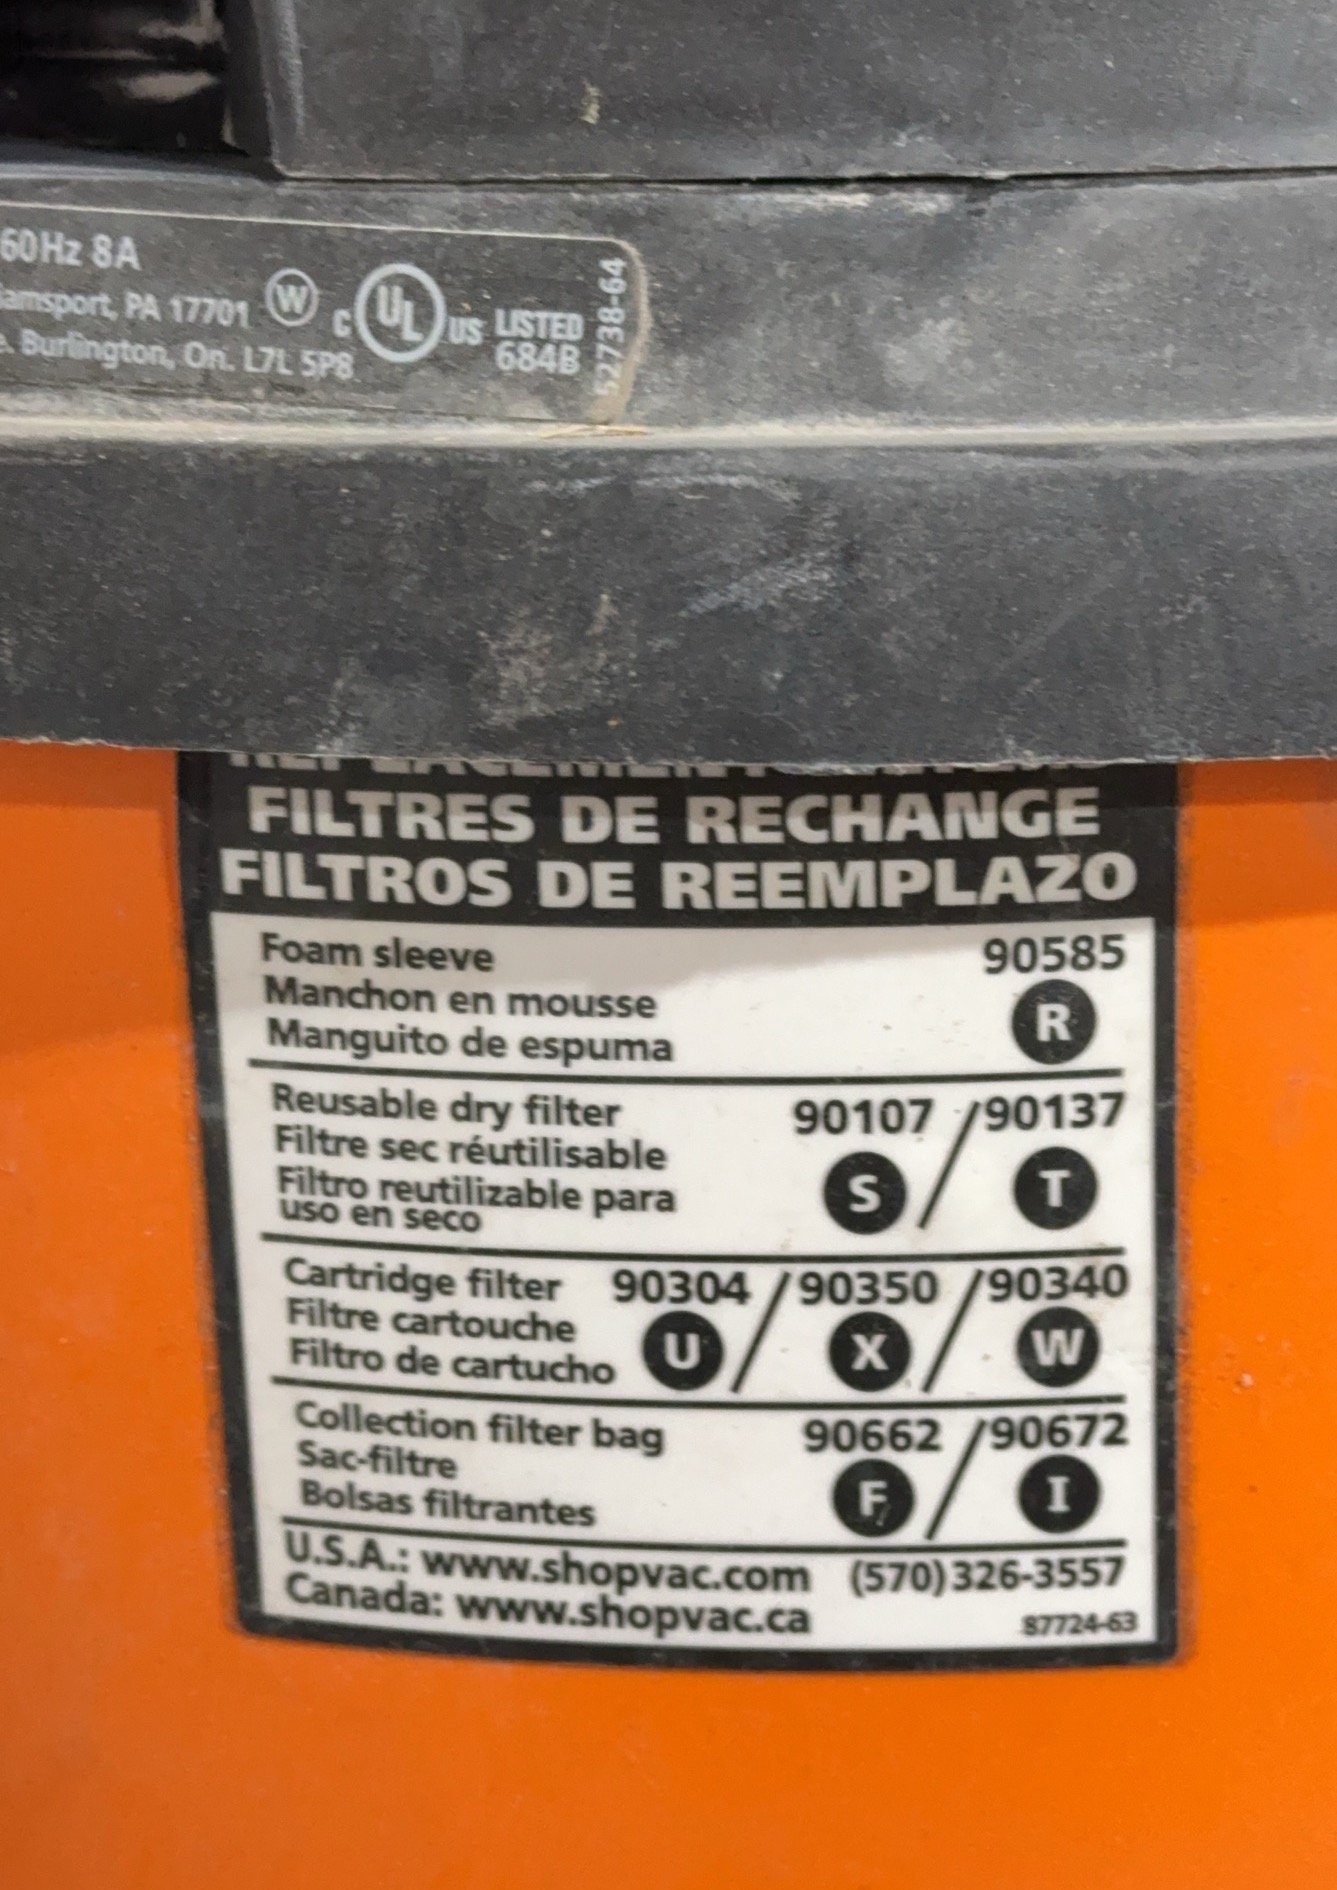 60Hz 8A
iamsport, PA 17701 W C UL US LISTED
e. Burlington, On. L7L 5P8 684B
52738-64
REPLACEMENT
FILTRES DE RECHANGE
FILTROS DE REEMPLAZO
Foam sleeve 90585
Manchon en mousse R
Manguito de espuma
Reusable dry filter 90107 / 90137
Filtre sec réutilisable S T
Filtro reutilizable para
uso en seco
Cartridge filter 90304 / 90350 / 90340
Filtre cartouche U X W
Filtro de cartucho
Collection filter bag 90662 / 90672
Sac-filtre F I
Bolsas filtrantes
U.S.A.: www.shopvac.com (570) 326-3557
Canada: www.shopvac.ca 87724-63